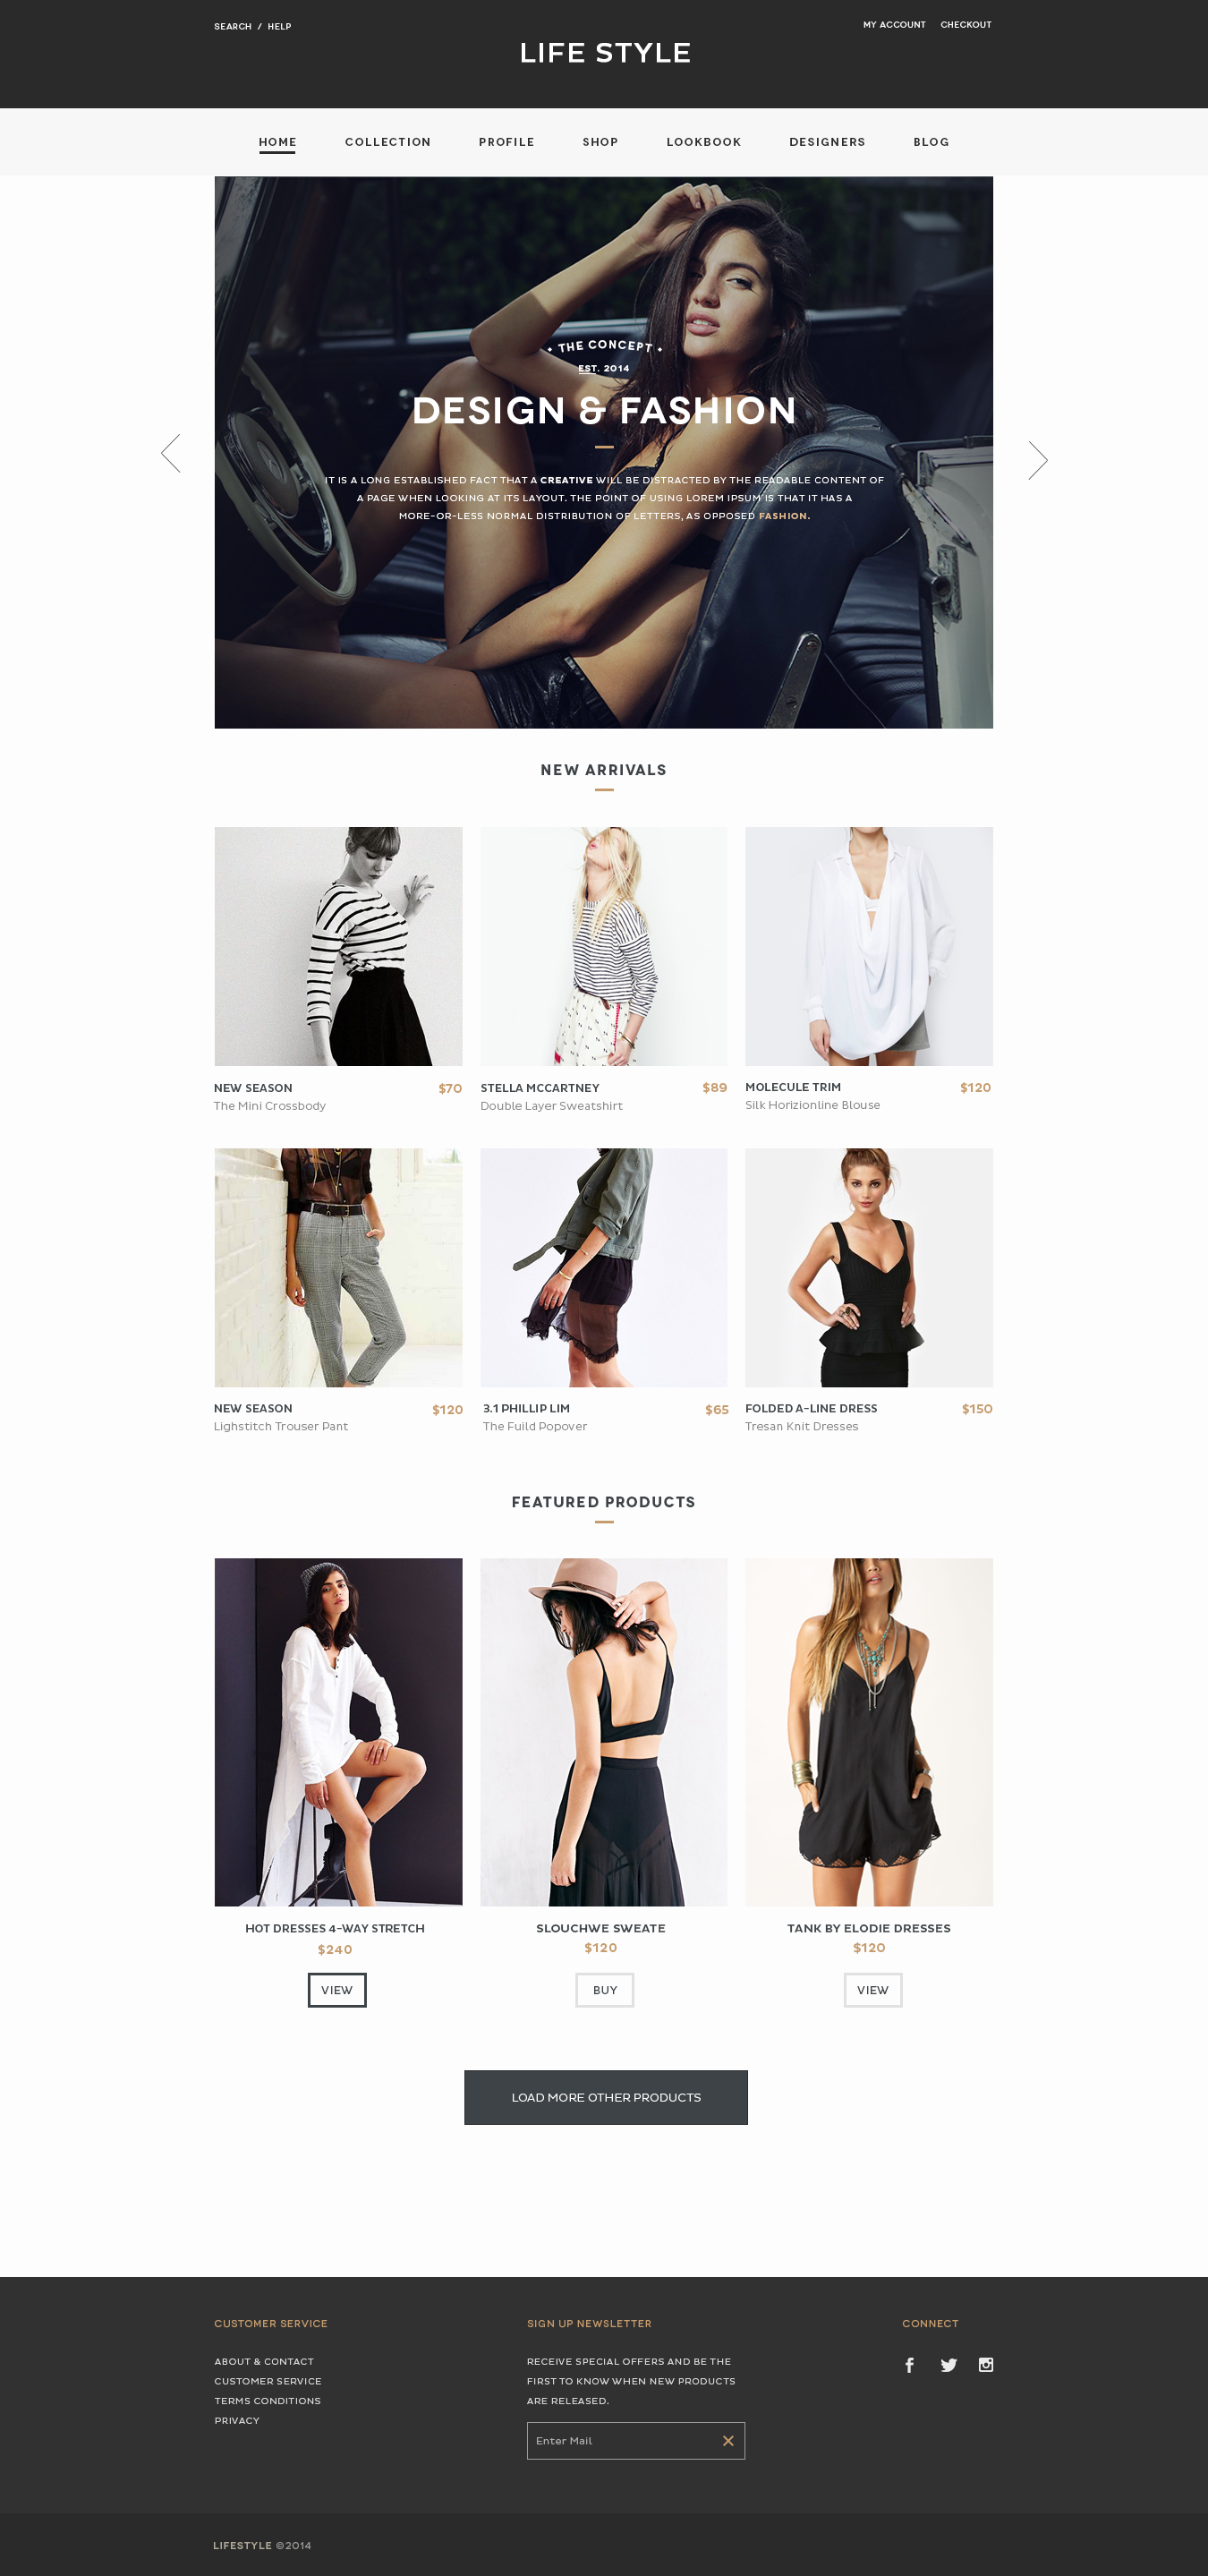 SEARCH / HELP
MY ACCOUNT CHECKOUT
LIFE STYLE
HOME COLLECTION PROFILE SHOP LOOKBOOK DESIGNERS BLOG
THE CONCEPT
EST. 2014
DESIGN & FASHION
IT IS A LONG ESTABLISHED FACT THAT A CREATIVE WILL BE DISTRACTED BY THE READABLE CONTENT OF
A PAGE WHEN LOOKING AT ITS LAYOUT. THE POINT OF USING LOREM IPSUM IS THAT IT HAS A
MORE-OR-LESS NORMAL DISTRIBUTION OF LETTERS, AS OPPOSED FASHION.
NEW ARRIVALS
NEW SEASON $70
The Mini Crossbody
STELLA MCCARTNEY $89
Double Layer Sweatshirt
MOLECULE TRIM $120
Silk Horizionline Blouse
NEW SEASON $120
Lighstitch Trouser Pant
3.1 PHILLIP LIM $65
The Fuild Popover
FOLDED A-LINE DRESS $150
Tresan Knit Dresses
FEATURED PRODUCTS
HOT DRESSES 4-WAY STRETCH
$240
VIEW
SLOUCHWE SWEATE
$120
BUY
TANK BY ELODIE DRESSES
$120
VIEW
LOAD MORE OTHER PRODUCTS
CUSTOMER SERVICE
ABOUT & CONTACT
CUSTOMER SERVICE
TERMS CONDITIONS
PRIVACY
SIGN UP NEWSLETTER
RECEIVE SPECIAL OFFERS AND BE THE
FIRST TO KNOW WHEN NEW PRODUCTS
ARE RELEASED.
Enter Mail
CONNECT
LIFESTYLE ©2014